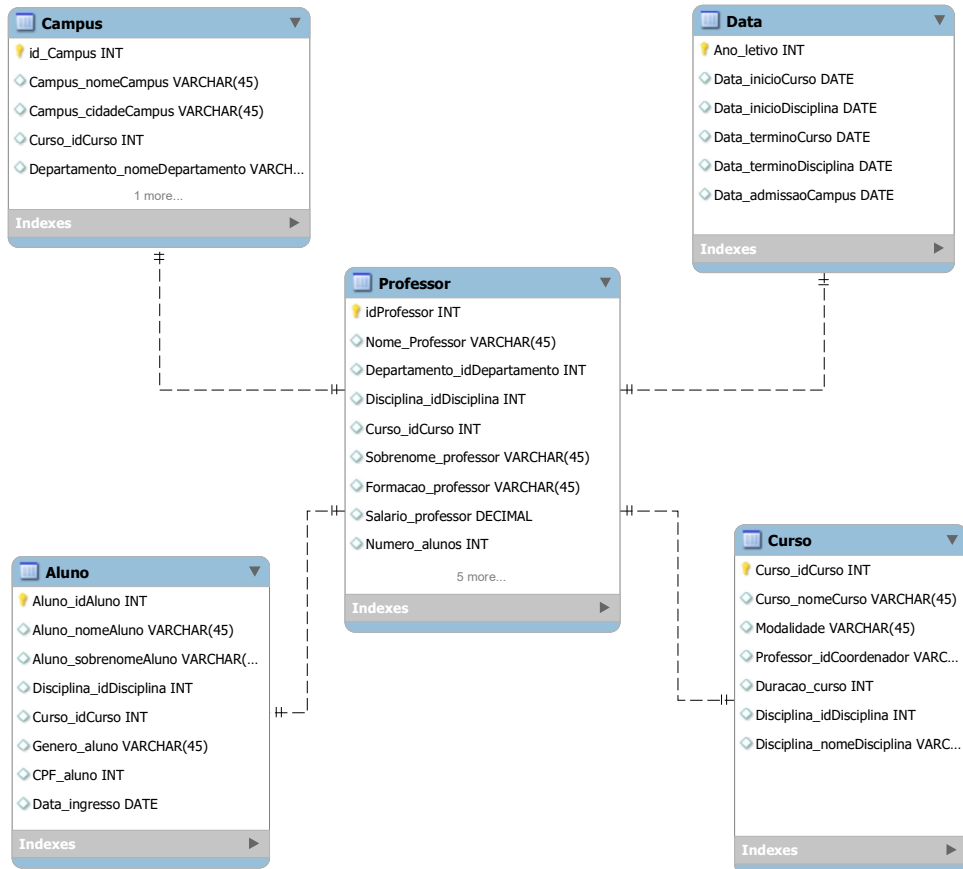 Campus
id_Campus INT
Campus_nomeCampus VARCHAR(45)
Campus_cidadeCampus VARCHAR(45)
Curso_idCurso INT
Departamento_nomeDepartamento VARCH...
1 more...
Indexes
Data
Ano_letivo INT
Data_inicioCurso DATE
Data_inicioDisciplina DATE
Data_terminoCurso DATE
Data_terminoDisciplina DATE
Data_admissaoCampus DATE
Indexes
Professor
idProfessor INT
Nome_Professor VARCHAR(45)
Departamento_idDepartamento INT
Disciplina_idDisciplina INT
Curso_idCurso INT
Sobrenome_professor VARCHAR(45)
Formacao_professor VARCHAR(45)
Salario_professor DECIMAL
Numero_alunos INT
5 more...
Indexes
Aluno
Aluno_idAluno INT
Aluno_nomeAluno VARCHAR(45)
Aluno_sobrenomeAluno VARCHAR(...
Disciplina_idDisciplina INT
Curso_idCurso INT
Genero_aluno VARCHAR(45)
CPF_aluno INT
Data_ingresso DATE
Indexes
Curso
Curso_idCurso INT
Curso_nomeCurso VARCHAR(45)
Modalidade VARCHAR(45)
Professor_idCoordenador VARC...
Duracao_curso INT
Disciplina_idDisciplina INT
Disciplina_nomeDisciplina VARC...
Indexes